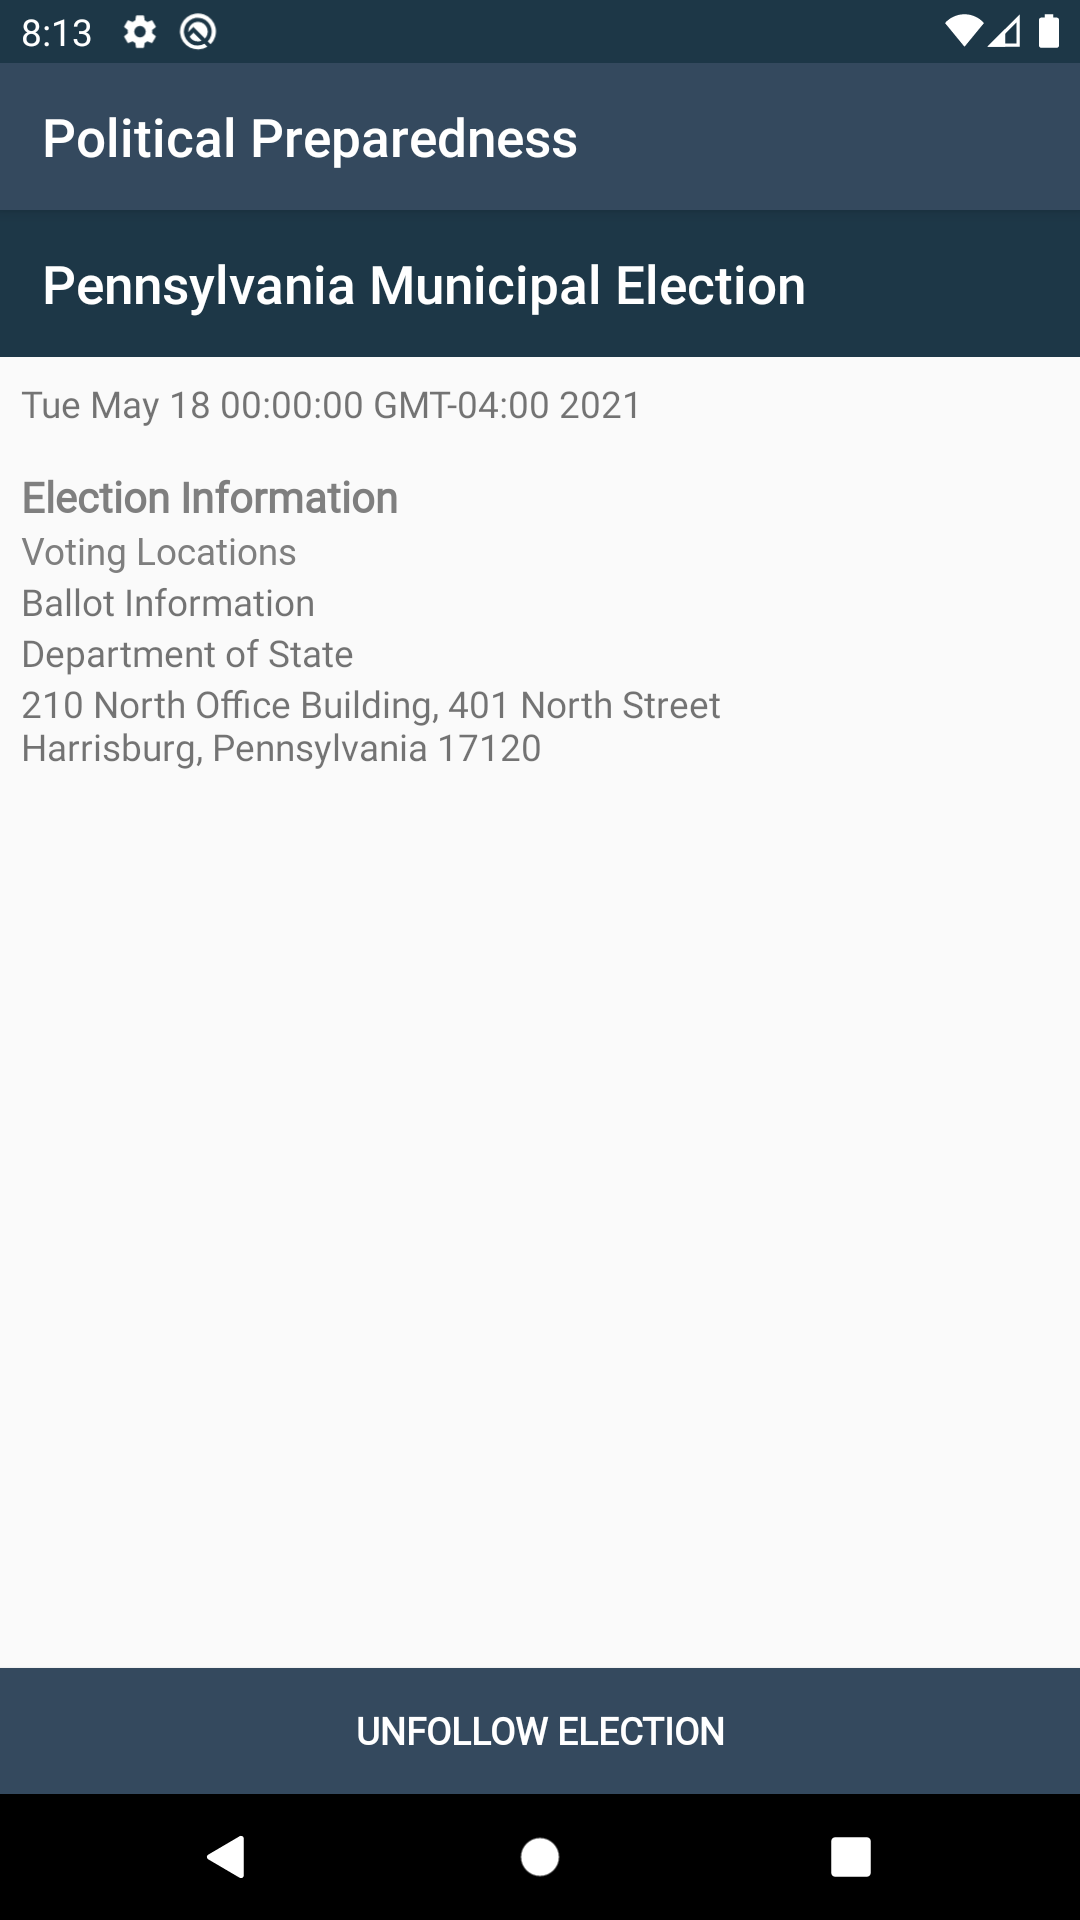 8:13
Political Preparedness
Pennsylvania Municipal Election
Tue May 18 00:00:00 GMT-04:00 2021
Election Information
Voting Locations
Ballot Information
Department of State
210 North Office Building, 401 North Street
Harrisburg, Pennsylvania 17120
UNFOLLOW ELECTION